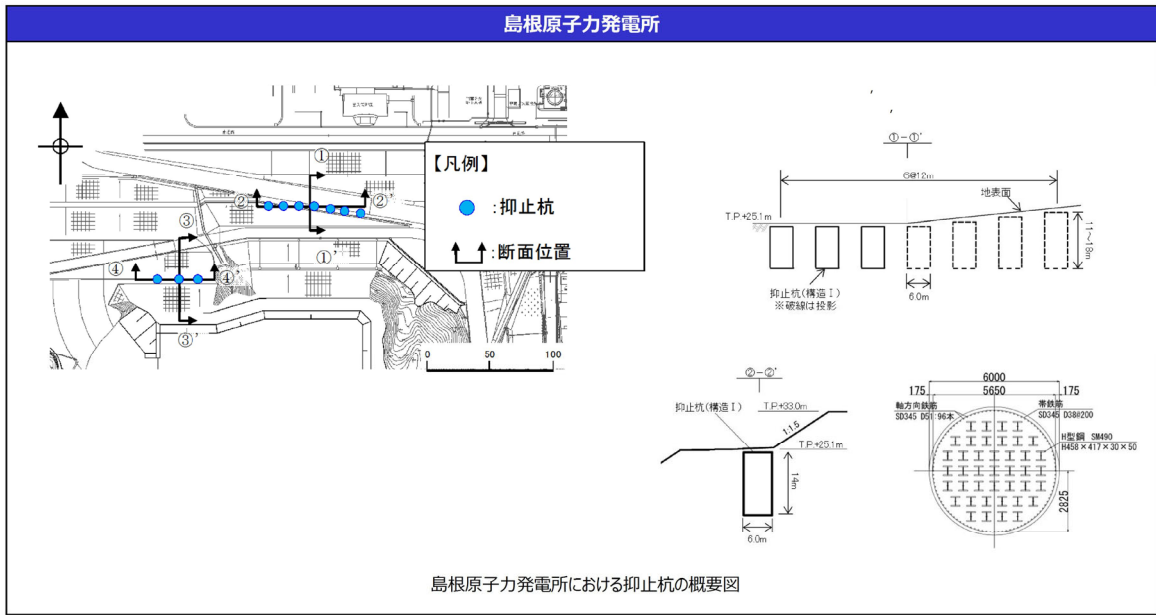 島根原子力発電所
【凡例】
:抑止杭
:断面位置
①
②
②'
③
①'
④
④'
③'
0 50 100
①-①'
6@12m
地表面
T.P.+25.1m
11~18m
抑止杭(構造Ⅰ)
※破線は投影
6.0m
②-②'
抑止杭(構造Ⅰ)
T.P.+33.0m
1:1.5
T.P.+25.1m
14m
6.0m
6000
175 5650 175
軸方向鉄筋
SD345 D51:96本
帯鉄筋
SD345 D38@200
H型鋼 SM490
H458×417×30×50
2825
島根原子力発電所における抑止杭の概要図